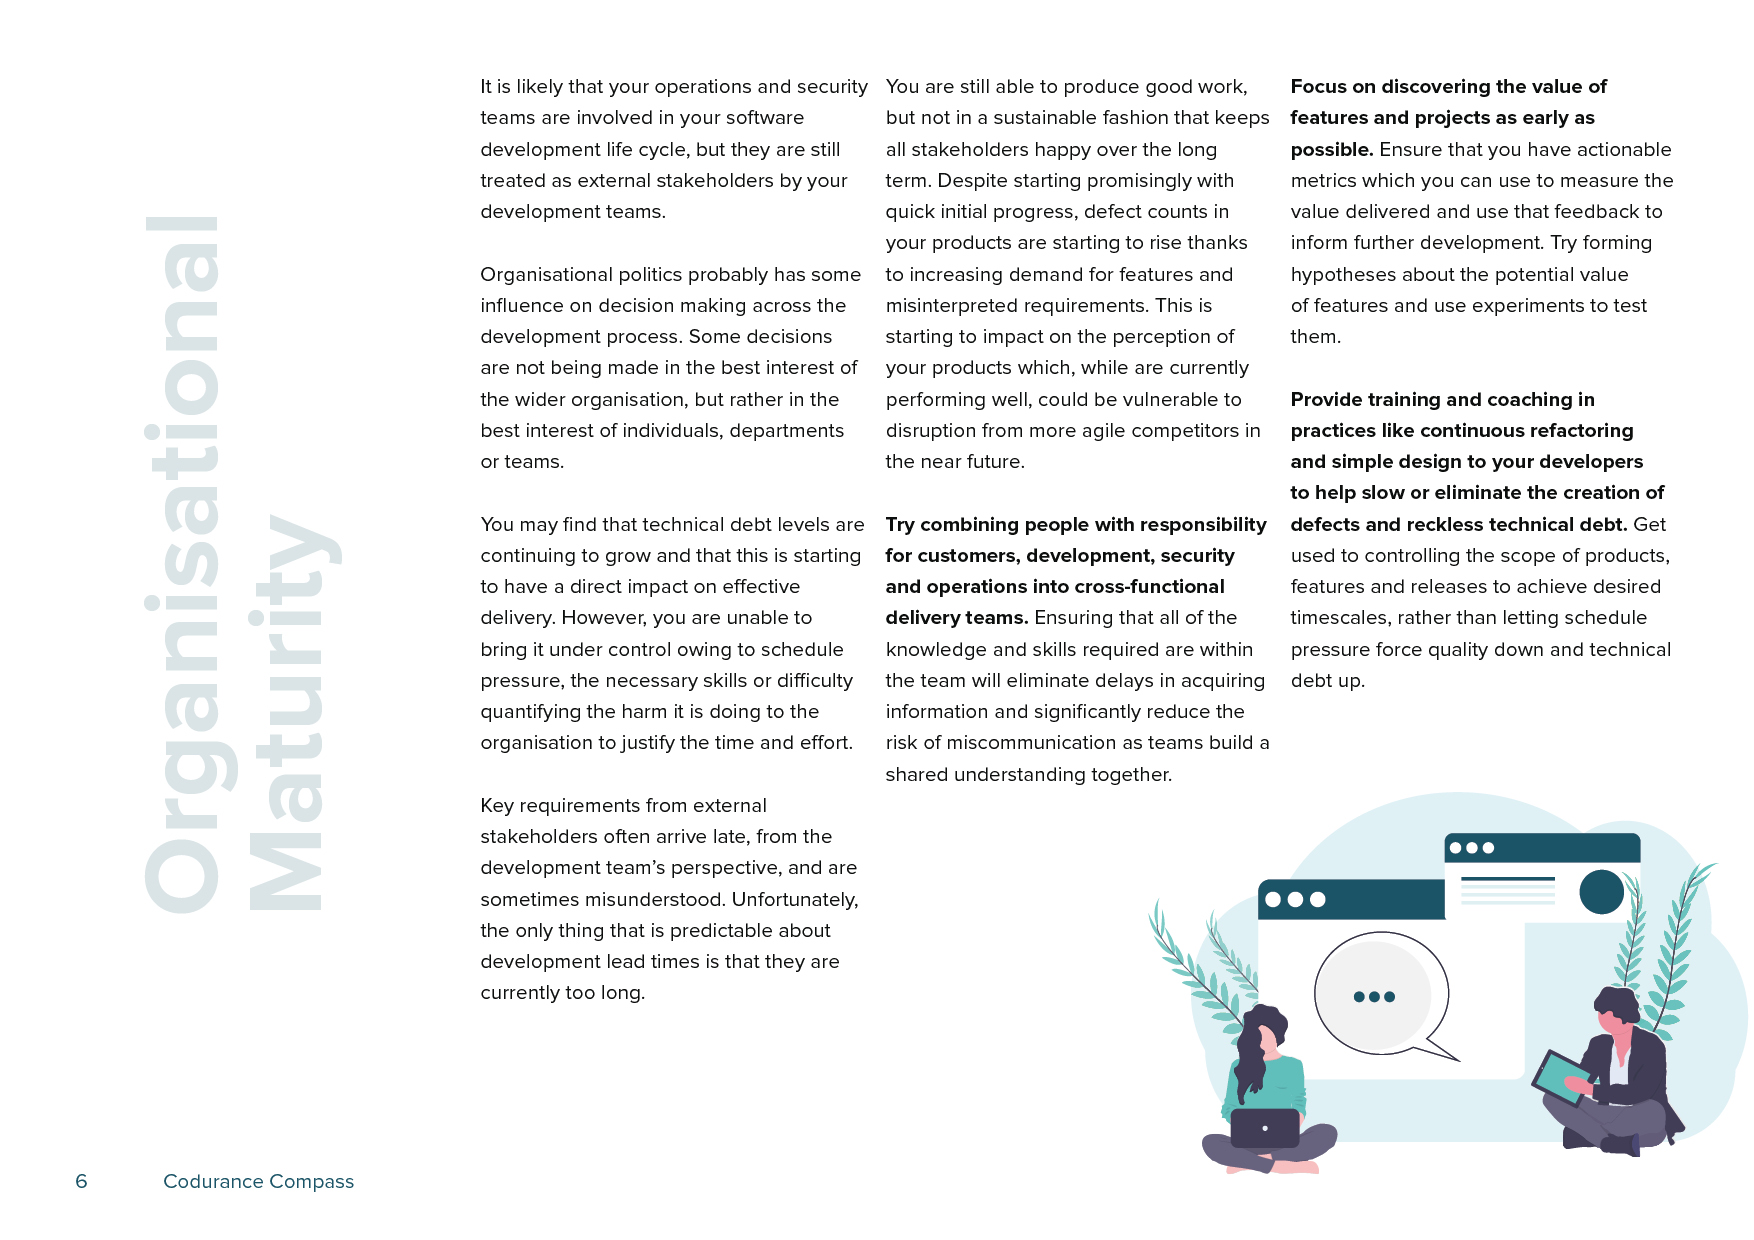 Organisational
Maturity
It is likely that your operations and security
teams are involved in your software
development life cycle, but they are still
treated as external stakeholders by your
development teams.
Organisational politics probably has some
influence on decision making across the
development process. Some decisions
are not being made in the best interest of
the wider organisation, but rather in the
best interest of individuals, departments
or teams.
You may find that technical debt levels are
continuing to grow and that this is starting
to have a direct impact on effective
delivery. However, you are unable to
bring it under control owing to schedule
pressure, the necessary skills or difficulty
quantifying the harm it is doing to the
organisation to justify the time and effort.
Key requirements from external
stakeholders often arrive late, from the
development team’s perspective, and are
sometimes misunderstood. Unfortunately,
the only thing that is predictable about
development lead times is that they are
currently too long.
You are still able to produce good work,
but not in a sustainable fashion that keeps
all stakeholders happy over the long
term. Despite starting promisingly with
quick initial progress, defect counts in
your products are starting to rise thanks
to increasing demand for features and
misinterpreted requirements. This is
starting to impact on the perception of
your products which, while are currently
performing well, could be vulnerable to
disruption from more agile competitors in
the near future.
Try combining people with responsibility
for customers, development, security
and operations into cross-functional
delivery teams. Ensuring that all of the
knowledge and skills required are within
the team will eliminate delays in acquiring
information and significantly reduce the
risk of miscommunication as teams build a
shared understanding together.
Focus on discovering the value of
features and projects as early as
possible. Ensure that you have actionable
metrics which you can use to measure the
value delivered and use that feedback to
inform further development. Try forming
hypotheses about the potential value
of features and use experiments to test
them.
Provide training and coaching in
practices like continuous refactoring
and simple design to your developers
to help slow or eliminate the creation of
defects and reckless technical debt. Get
used to controlling the scope of products,
features and releases to achieve desired
timescales, rather than letting schedule
pressure force quality down and technical
debt up.
6 Codurance Compass